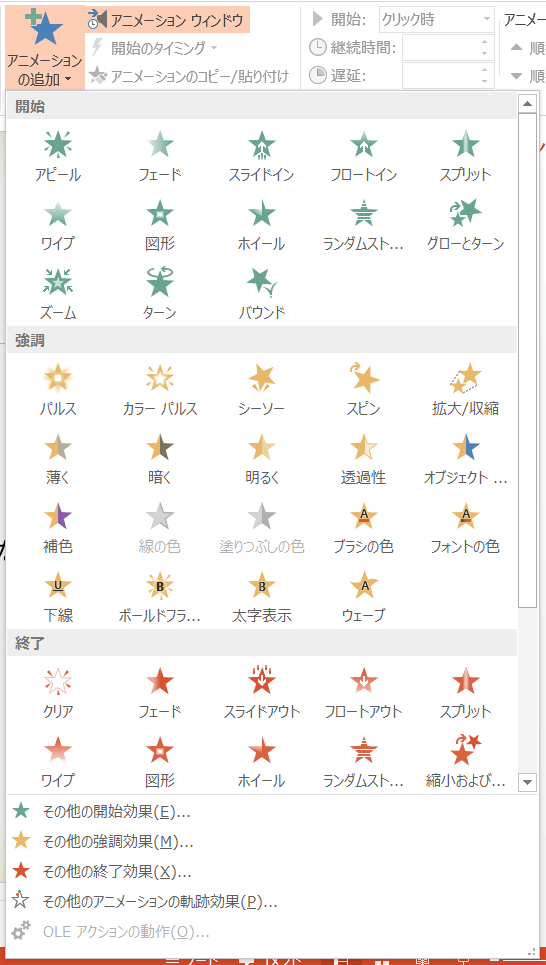 アニメーション
の追加
アニメーション ウィンドウ
開始のタイミング
アニメーションのコピー/貼り付け
開始: クリック時
継続時間:
遅延:
アニメー
順
順
開始
アピール フェード スライドイン フロートイン スプリット
ワイプ 図形 ホイール ランダムスト... グローとターン
ズーム ターン バウンド
強調
パルス カラー パルス シーソー スピン 拡大/収縮
薄く 暗く 明るく 透過性 オブジェクト ...
補色 線の色 塗りつぶしの色 ブラシの色 フォントの色
下線 ボールドフラ... 太字表示 ウェーブ
終了
クリア フェード スライドアウト フロートアウト スプリット
ワイプ 図形 ホイール ランダムスト... 縮小および...
その他の開始効果(E)...
その他の強調効果(M)...
その他の終了効果(X)...
その他のアニメーションの軌跡効果(P)...
OLE アクションの動作(O)...